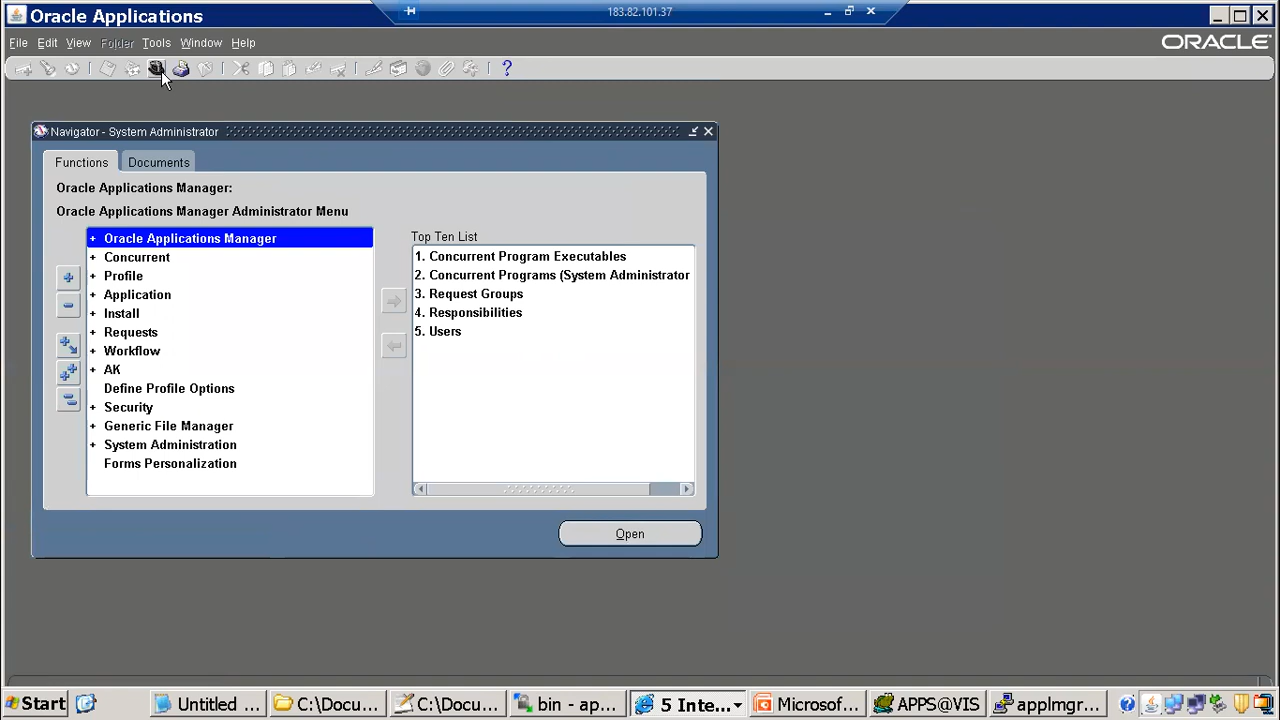 Oracle Applications
183.82.101.37
File Edit View Folder Tools Window Help
ORACLE
?
Navigator - System Administrator
Functions Documents
Oracle Applications Manager:
Oracle Applications Manager Administrator Menu
+ Oracle Applications Manager
+ Concurrent
+ Profile
+ Application
+ Install
+ Requests
+ Workflow
+ AK
Define Profile Options
+ Security
+ Generic File Manager
+ System Administration
Forms Personalization
Top Ten List
1. Concurrent Program Executables
2. Concurrent Programs (System Administrator
3. Request Groups
4. Responsibilities
5. Users
Open
Start Untitled ... C:\Docu... C:\Docu... bin - ap... 5 Inte... Microsof... APPS@VIS applmgr...